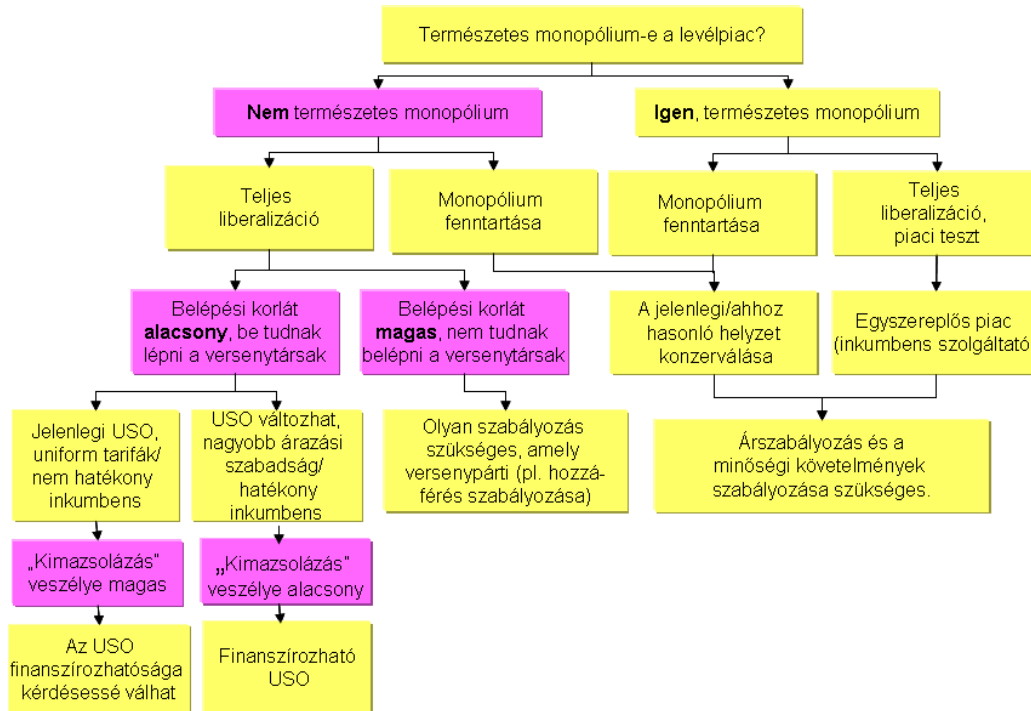 Természetes monopólium-e a levélpiac?
Nem természetes monopólium
Igen, természetes monopólium
Teljes
liberalizáció
Monopólium
fenntartása
Monopólium
fenntartása
Teljes
liberalizáció,
piaci teszt
Belépési korlát
alacsony, be tudnak
lépni a versenytársak
Belépési korlát
magas, nem tudnak
belépni a versenytársak
A jelenlegi/ahhoz
hasonló helyzet
konzerválása
Egyszereplős piac
(inkumbens szolgáltató
Jelenlegi USO,
uniform tarifák/
nem hatékony
inkumbens
USO változhat,
nagyobb árazási
szabadság/
hatékony
inkumbens
Olyan szabályozás
szükséges, amely
versenypárti (pl. hozzá-
férés szabályozása)
Árszabályozás és a
minőségi követelmények
szabályozása szükséges.
„Kimazsolázás”
veszélye magas
„Kimazsolázás”
veszélye alacsony
Az USO
finanszírozhatósága
kérdésessé válhat
Finanszírozható
USO